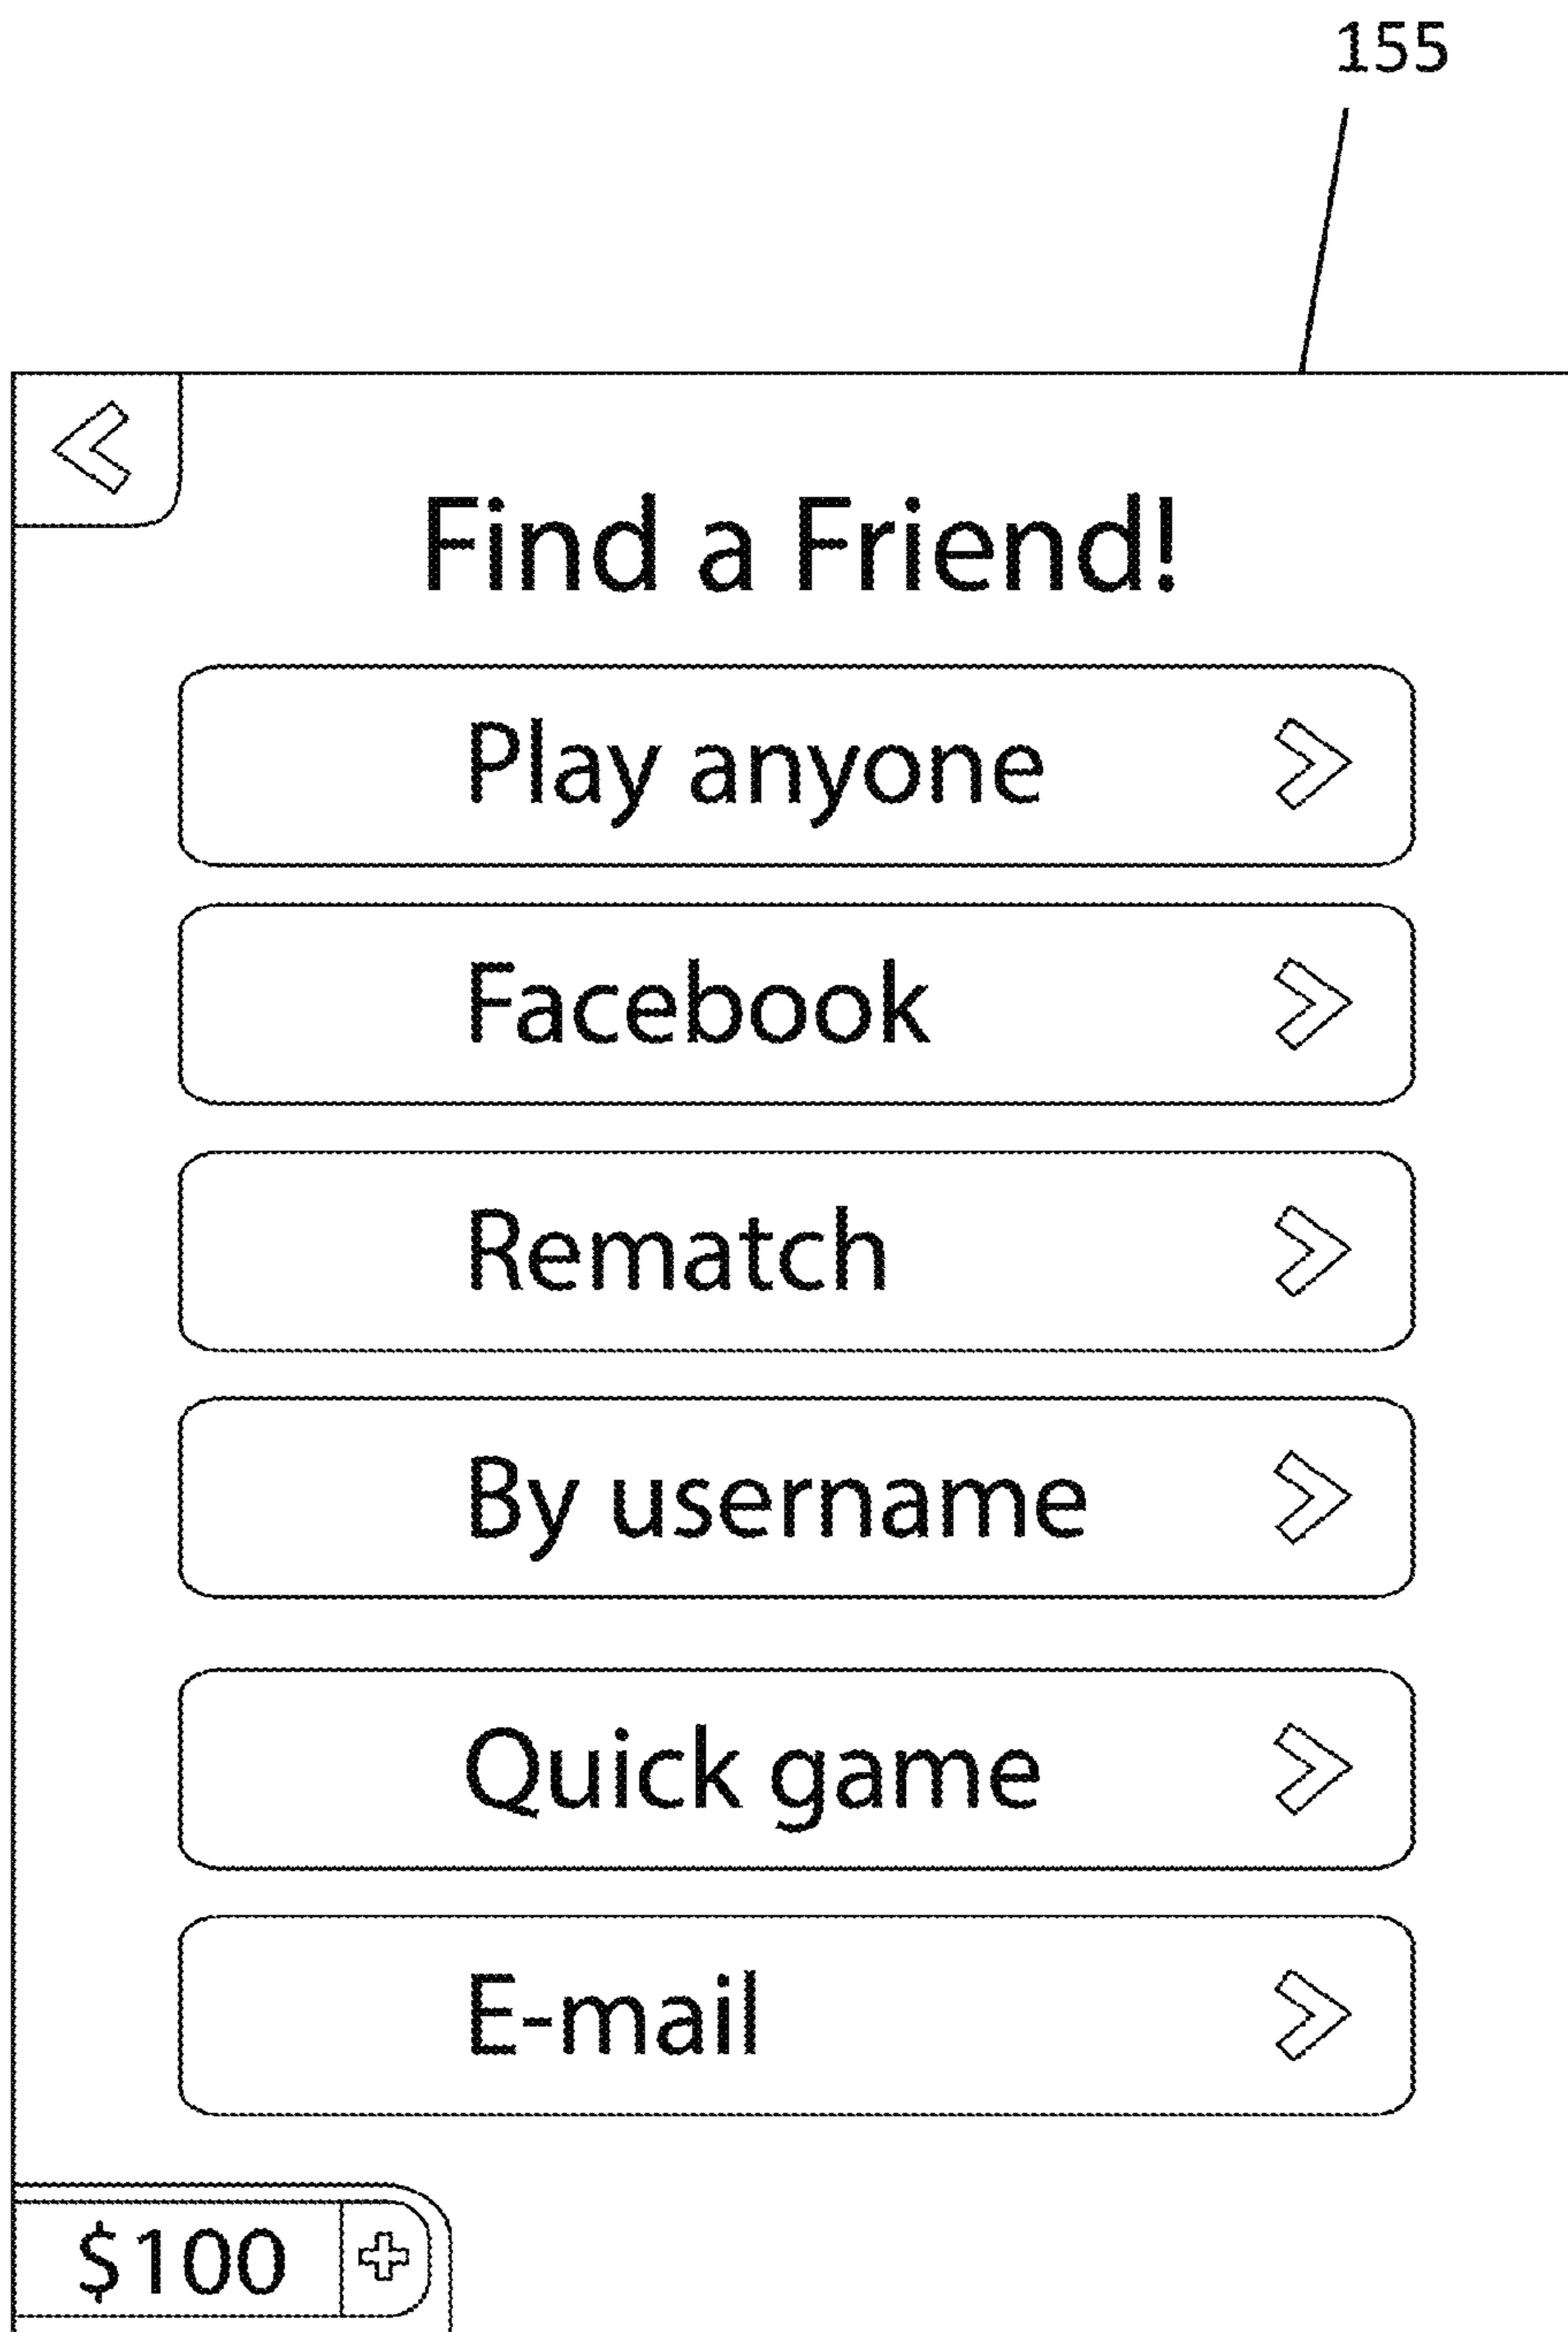 155
Find a Friend!
Play anyone
Facebook
Rematch
By username
Quick game
E-mail
$100